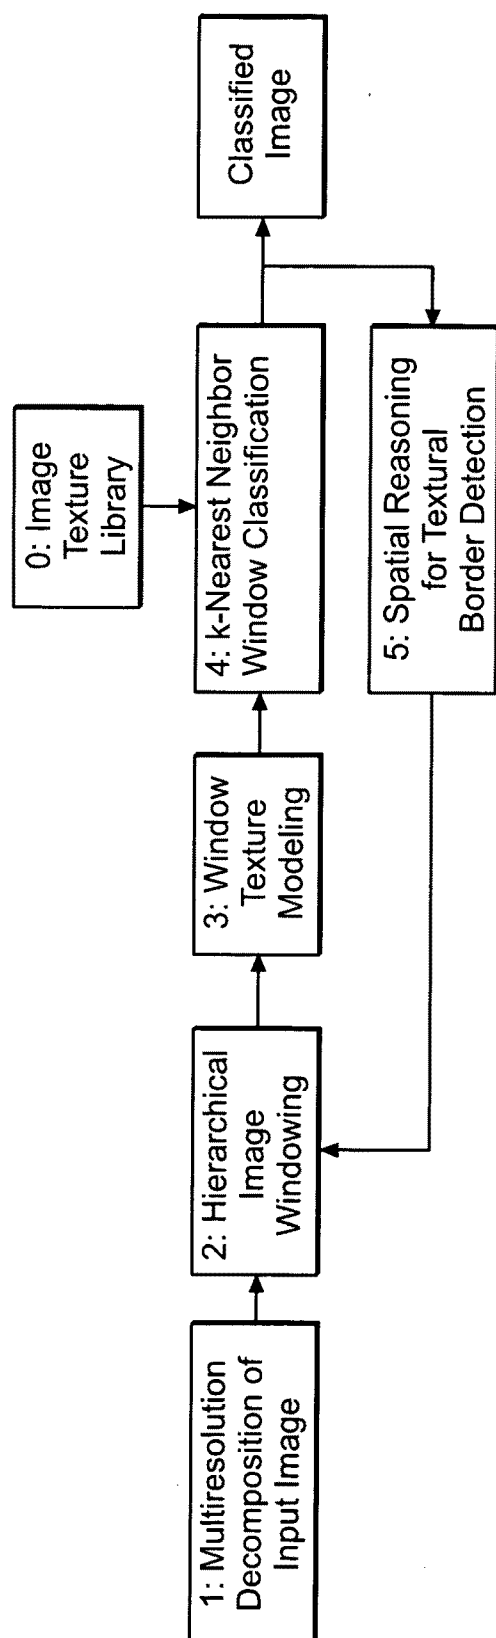 0: Image
Texture
Library
1: Multiresolution
Decomposition of
Input Image
2: Hierarchical
Image
Windowing
3: Window
Texture
Modeling
4: k-Nearest Neighbor
Window Classification
Classified
Image
5: Spatial Reasoning
for Textural
Border Detection